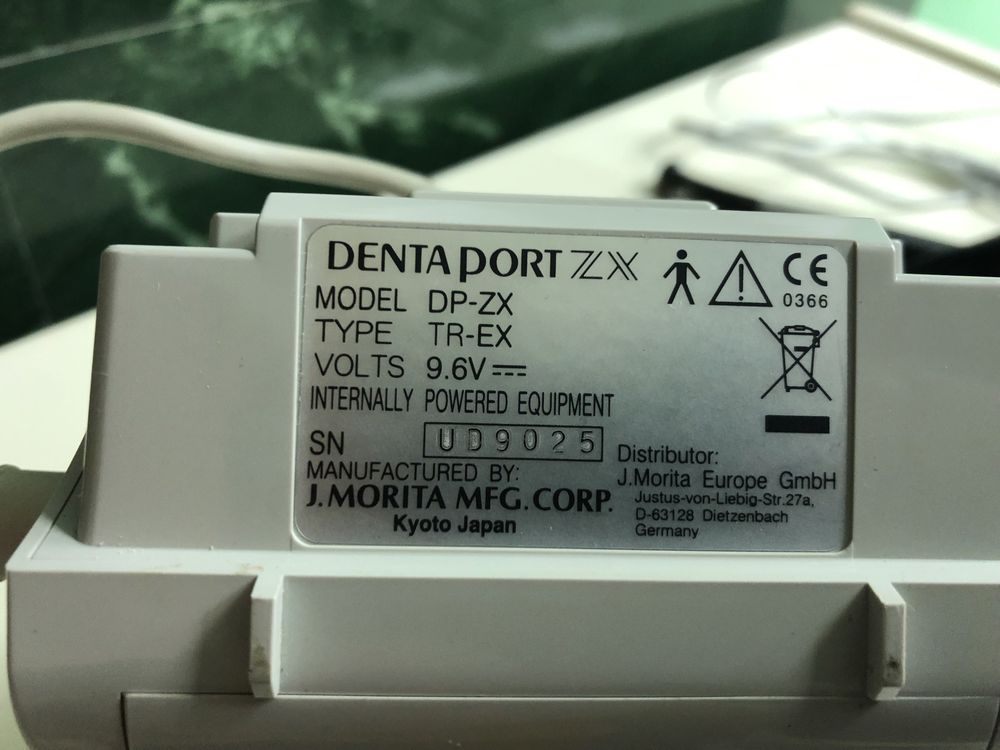 DENTAPORT ZX
CE
0366
MODEL DP-ZX
TYPE TR-EX
VOLTS 9.6V
INTERNALLY POWERED EQUIPMENT
SN UD9025
MANUFACTURED BY:
J.MORITA MFG.CORP.
Kyoto Japan
Distributor:
J.Morita Europe GmbH
Justus-von-Liebig-Str.27a,
D-63128 Dietzenbach
Germany